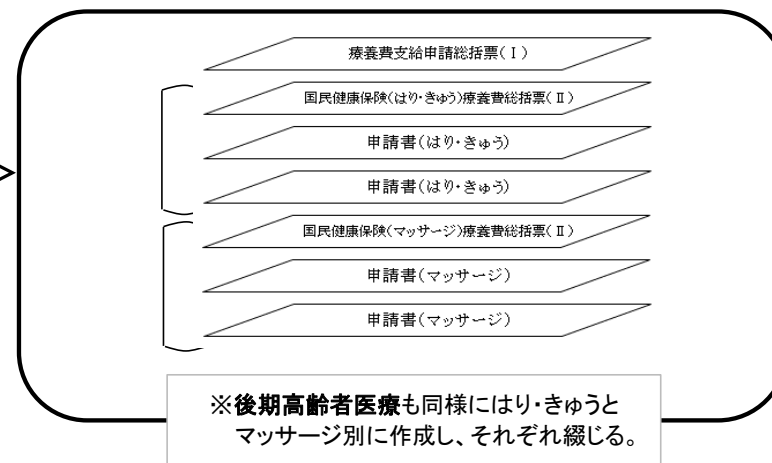 療養費支給申請総括票(Ⅰ)
国民健康保険(はり・きゅう)療養費総括票(Ⅱ)
申請書(はり・きゅう)
申請書(はり・きゅう)
国民健康保険(マッサージ)療養費総括票(Ⅱ)
申請書(マッサージ)
申請書(マッサージ)
※後期高齢者医療も同様にはり・きゅうと
マッサージ別に作成し、それぞれ綴じる。